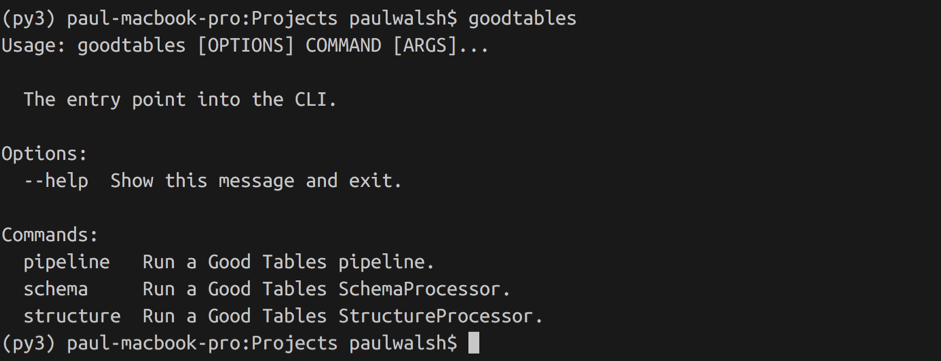 (py3) paul-macbook-pro:Projects paulwalsh$ goodtables
Usage: goodtables [OPTIONS] COMMAND [ARGS]...
The entry point into the CLI.
Options:
--help  Show this message and exit.
Commands:
pipeline   Run a Good Tables pipeline.
schema     Run a Good Tables SchemaProcessor.
structure  Run a Good Tables StructureProcessor.
(py3) paul-macbook-pro:Projects paulwalsh$